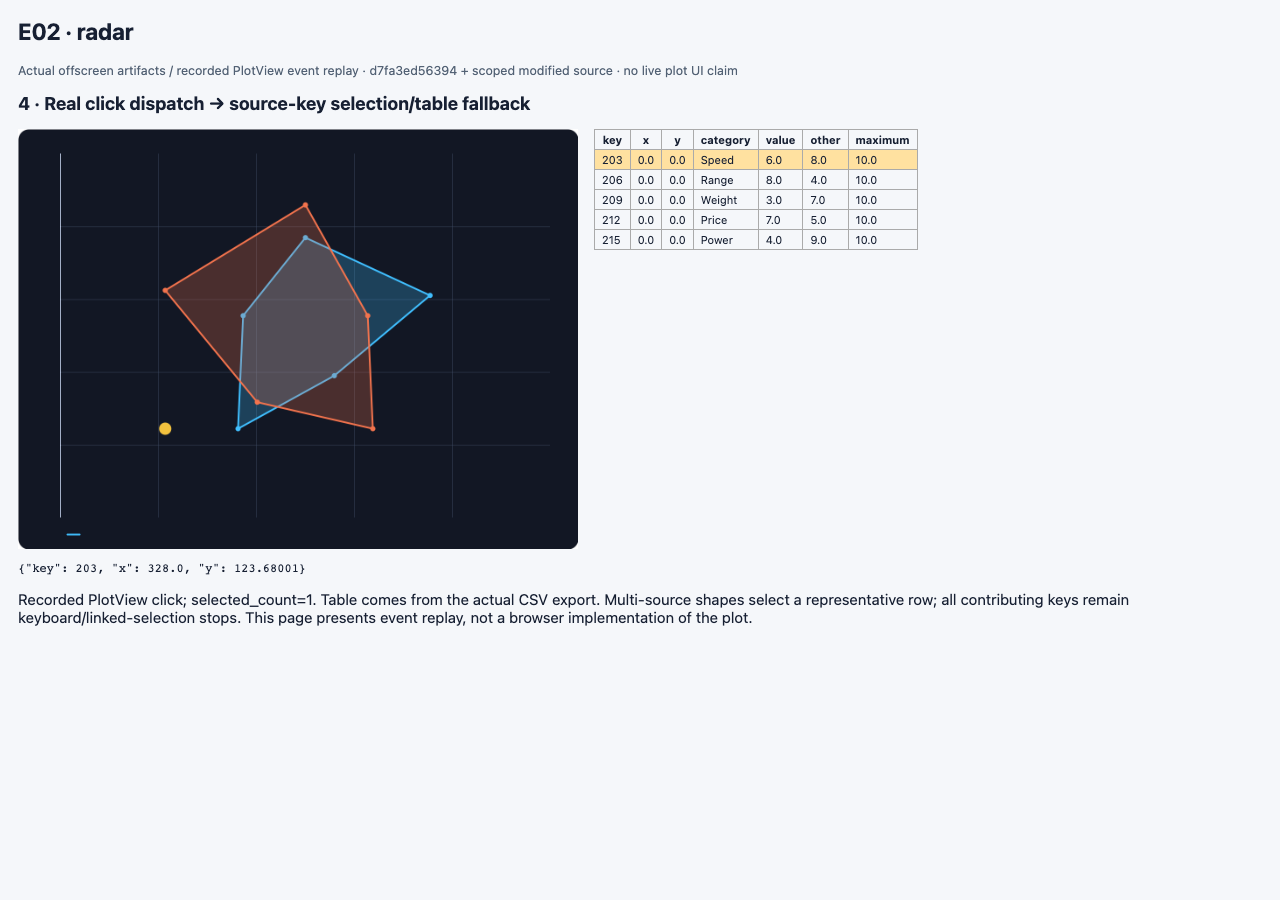 E02 · radar
Actual offscreen artifacts / recorded PlotView event replay · d7fa3ed56394 + scoped modified source · no live plot UI claim
4 · Real click dispatch → source-key selection/table fallback
key x y category value other maximum
203 0.0 0.0 Speed 6.0 8.0 10.0
206 0.0 0.0 Range 8.0 4.0 10.0
209 0.0 0.0 Weight 3.0 7.0 10.0
212 0.0 0.0 Price 7.0 5.0 10.0
215 0.0 0.0 Power 4.0 9.0 10.0
{"key": 203, "x": 328.0, "y": 123.68001}
Recorded PlotView click; selected_count=1. Table comes from the actual CSV export. Multi-source shapes select a representative row; all contributing keys remain
keyboard/linked-selection stops. This page presents event replay, not a browser implementation of the plot.